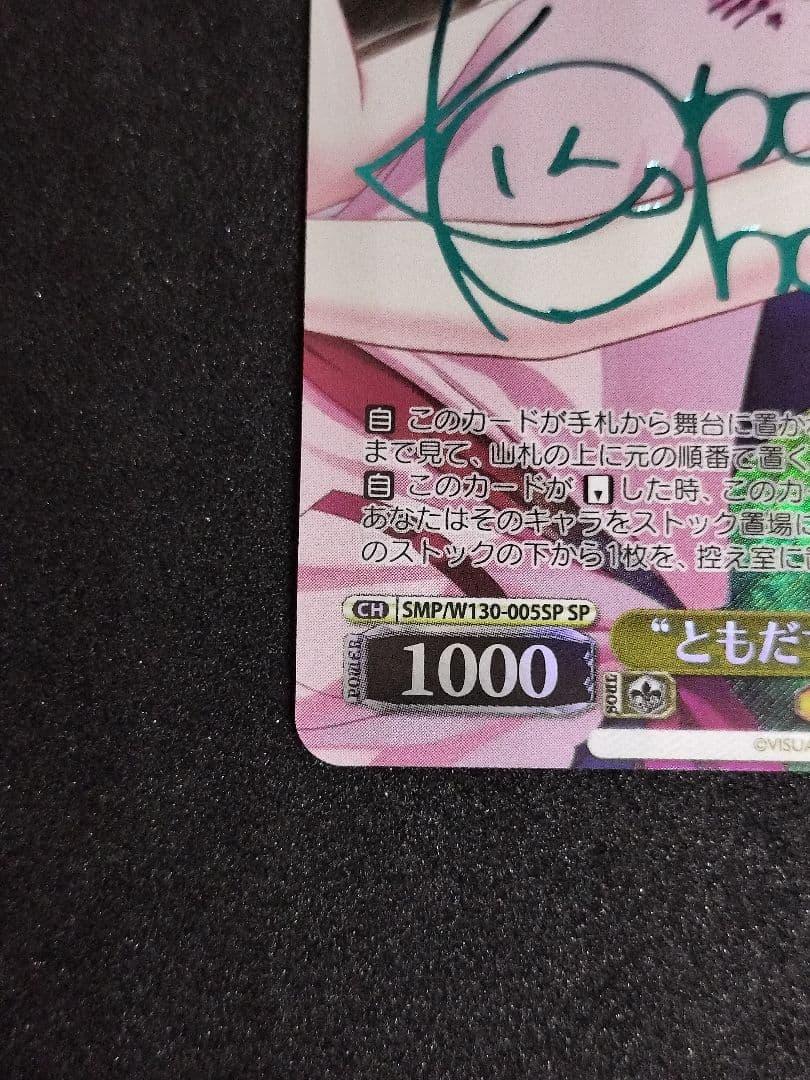 自 このカードが手札から舞台に置か
まで見て、山札の上に元の順番で置く
自 このカードが した時、このカ
あなたはそのキャラをストック置場に
のストックの下から1枚を、控え室に
CH SMP/W130-005SP SP
POWER 1000
“ともだ
SOUL
©VISUA